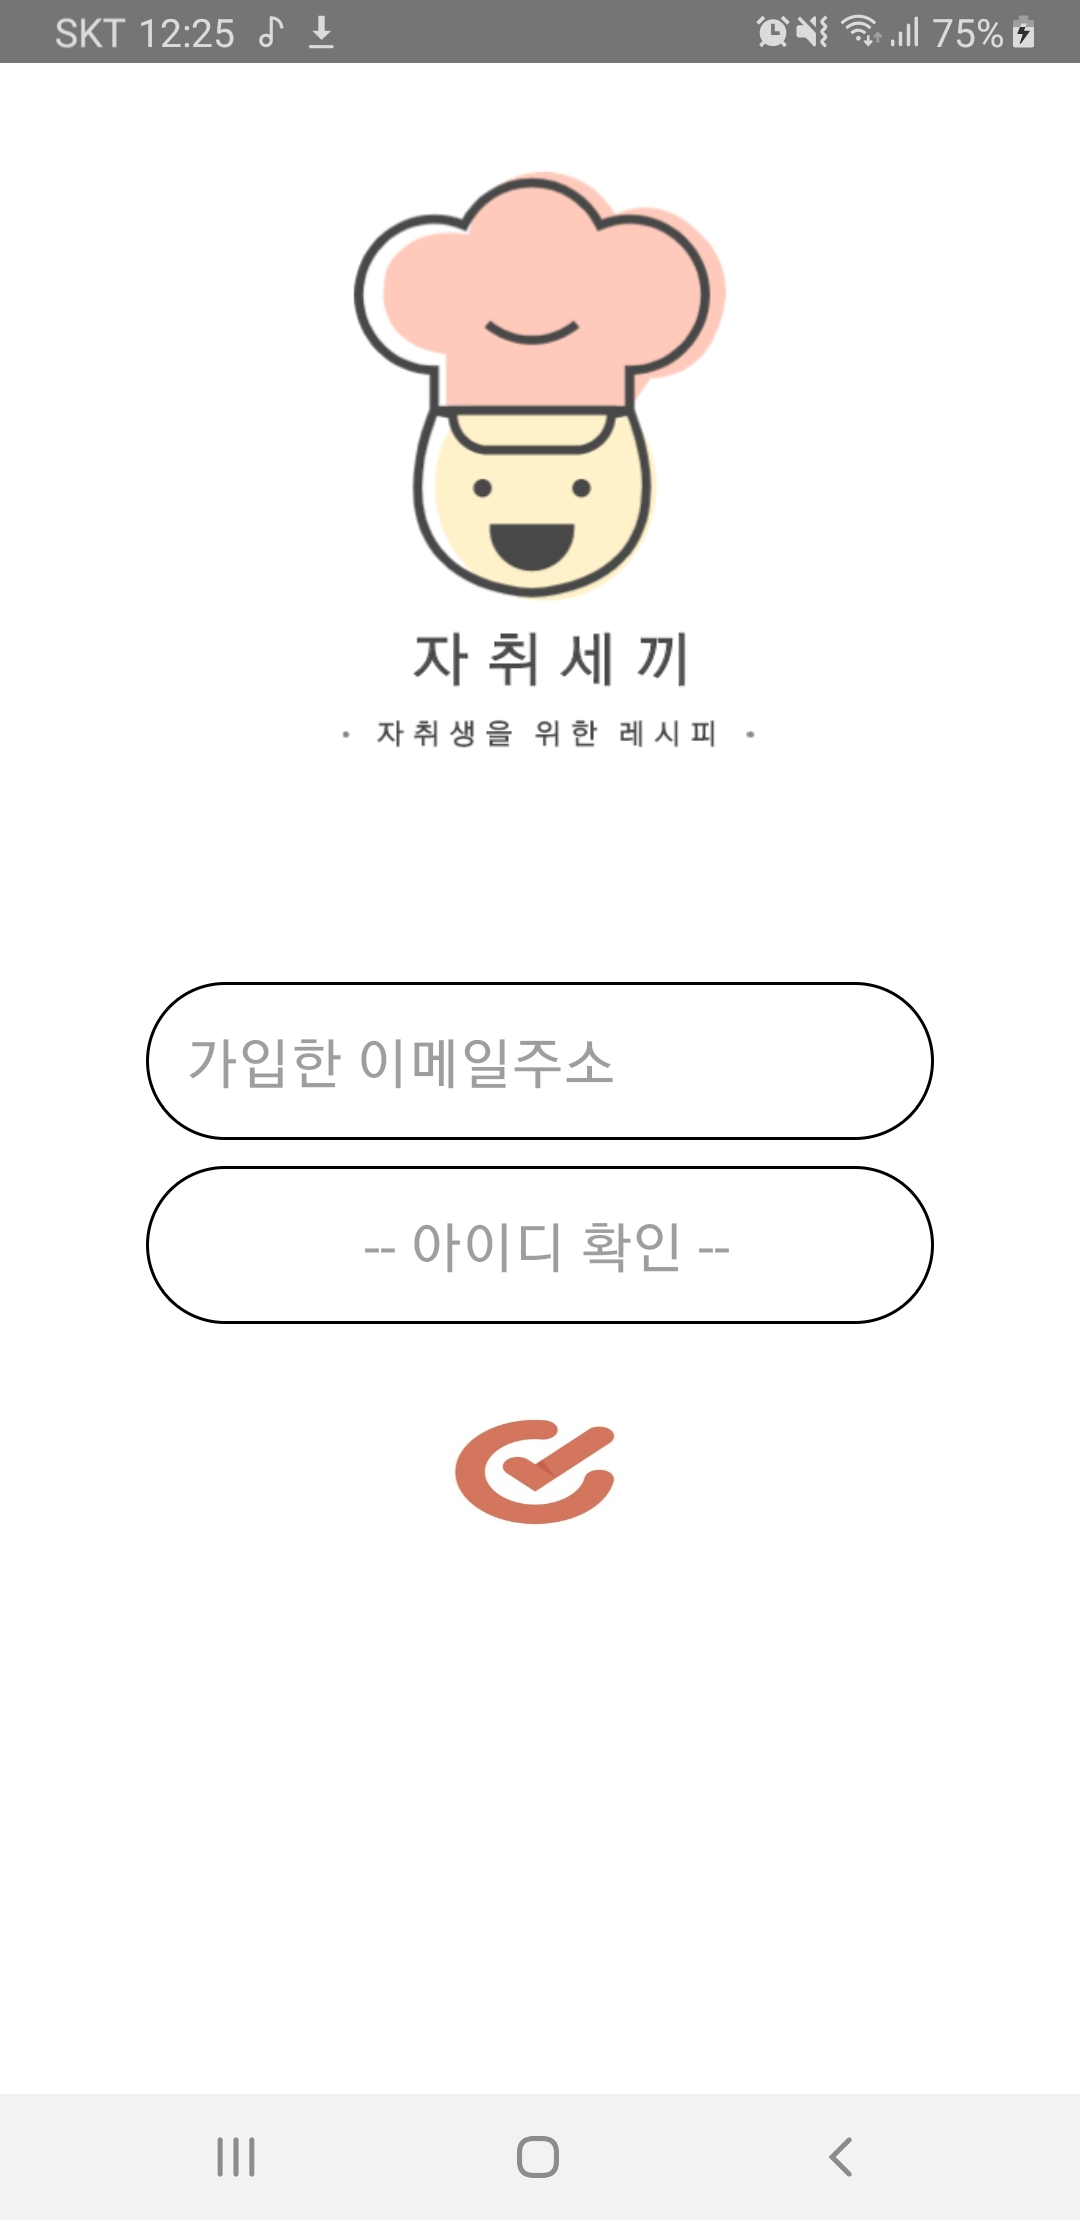 SKT 12:25 75%
자취세끼
· 자취생을 위한 레시피 ·
가입한 이메일주소
-- 아이디 확인 --